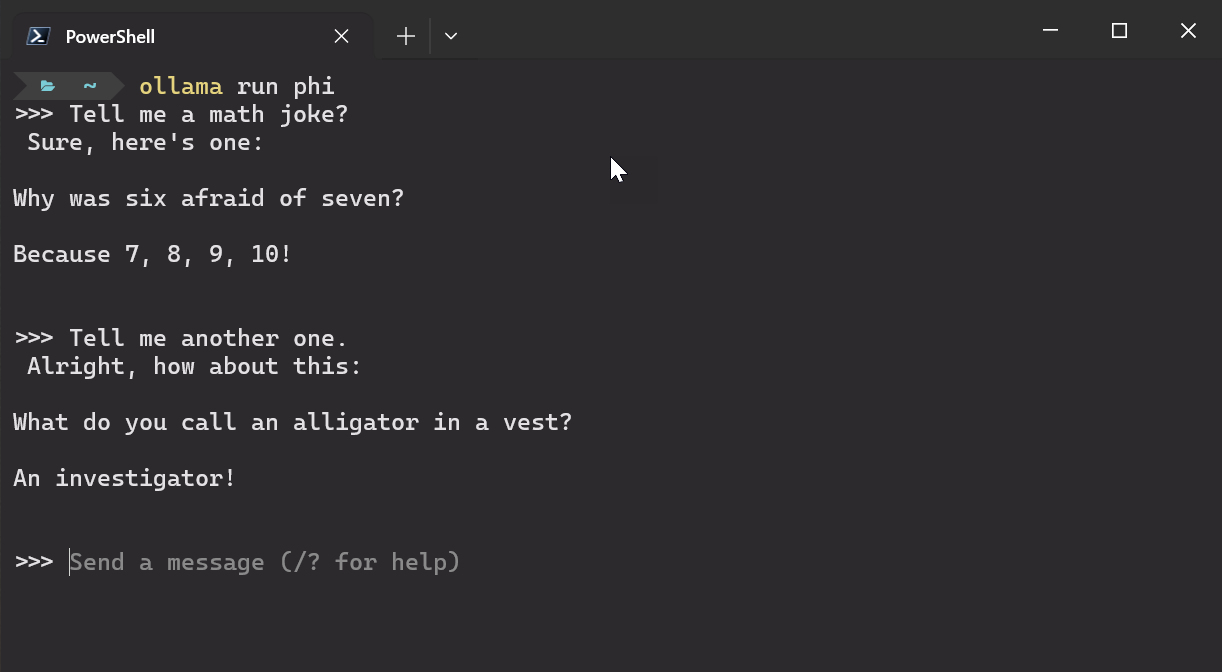 PowerShell
~ ollama run phi
>>> Tell me a math joke?
Sure, here's one:
Why was six afraid of seven?
Because 7, 8, 9, 10!
>>> Tell me another one.
Alright, how about this:
What do you call an alligator in a vest?
An investigator!
>>> Send a message (/? for help)